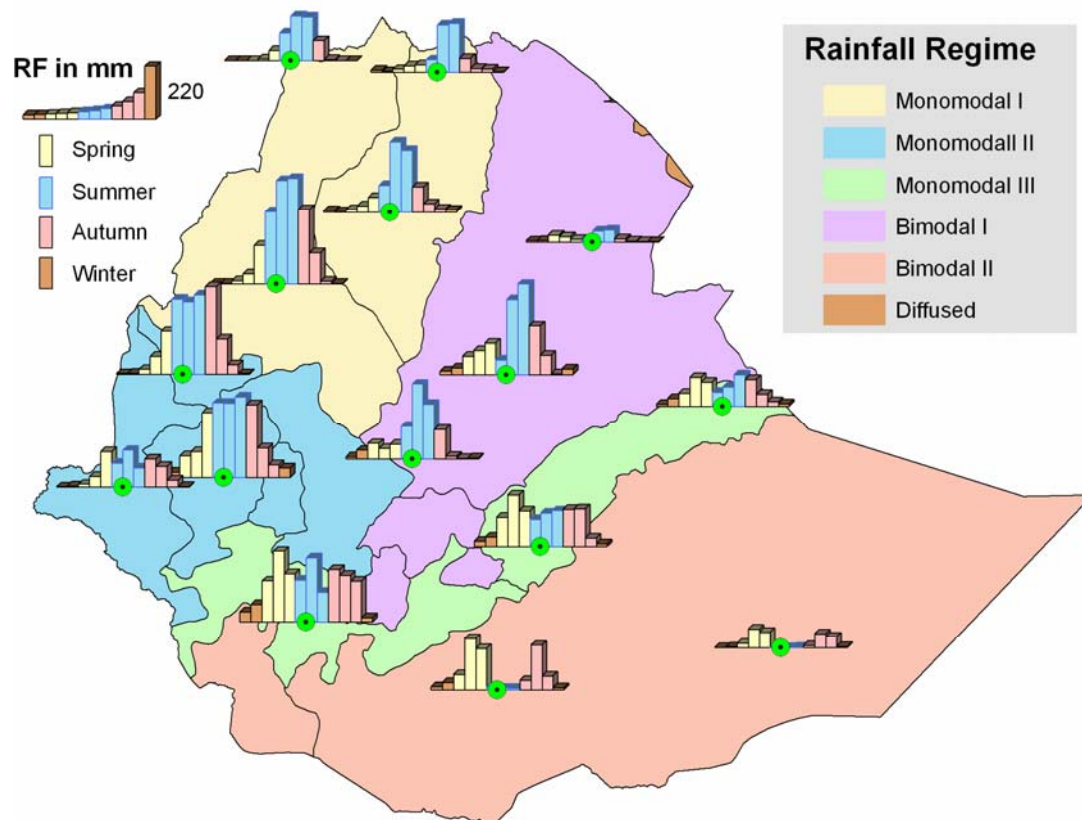 RF in mm
220
Spring
Summer
Autumn
Winter
Rainfall Regime
Monomodal I
Monomodall II
Monomodal III
Bimodal I
Bimodal II
Diffused